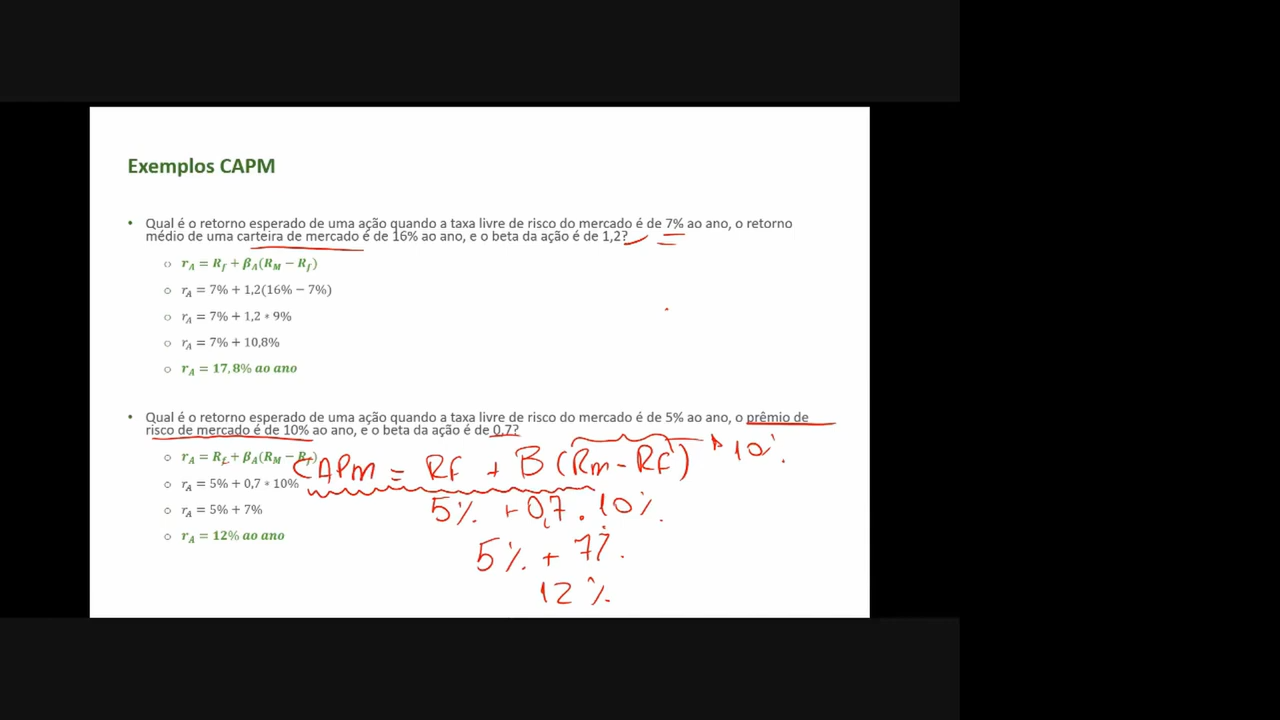 Exemplos CAPM
• Qual é o retorno esperado de uma ação quando a taxa livre de risco do mercado é de 7% ao ano, o retorno
médio de uma carteira de mercado é de 16% ao ano, e o beta da ação é de 1,2?
○ r_A = R_f + β_A(R_M − R_f)
○ r_A = 7% + 1,2(16% − 7%)
○ r_A = 7% + 1,2 * 9%
○ r_A = 7% + 10,8%
○ r_A = 17,8% ao ano
• Qual é o retorno esperado de uma ação quando a taxa livre de risco do mercado é de 5% ao ano, o prêmio de
risco de mercado é de 10% ao ano, e o beta da ação é de 0,7?
○ r_A = R_f + β_A(R_M − R_f)
○ r_A = 5% + 0,7 * 10%
○ r_A = 5% + 7%
○ r_A = 12% ao ano
CAPM = RF + B (Rm - RF) 10%
5% + 0,7 . 10%
5% + 7%
12%